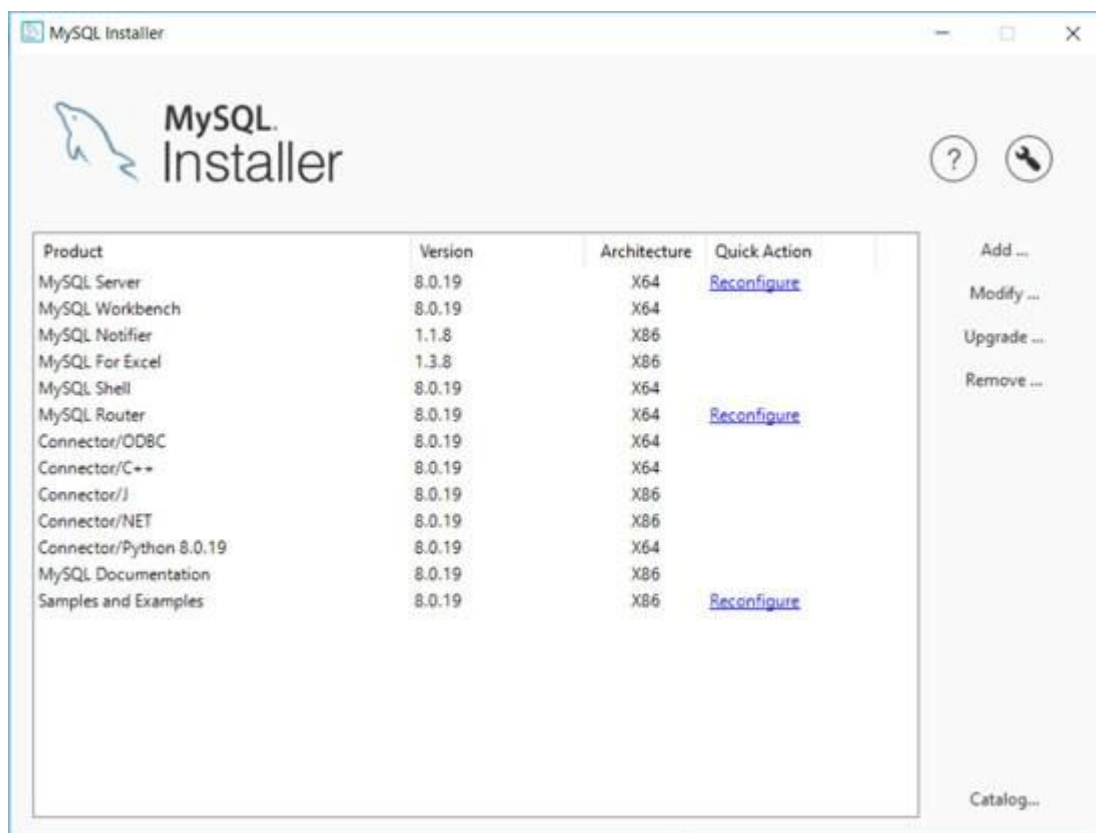 MySQL Installer
MySQL.
Installer
?
Product Version Architecture Quick Action
MySQL Server 8.0.19 X64 Reconfigure
MySQL Workbench 8.0.19 X64
MySQL Notifier 1.1.8 X86
MySQL For Excel 1.3.8 X86
MySQL Shell 8.0.19 X64
MySQL Router 8.0.19 X64 Reconfigure
Connector/ODBC 8.0.19 X64
Connector/C++ 8.0.19 X64
Connector/J 8.0.19 X86
Connector/NET 8.0.19 X86
Connector/Python 8.0.19 8.0.19 X64
MySQL Documentation 8.0.19 X86
Samples and Examples 8.0.19 X86 Reconfigure
Add ...
Modify ...
Upgrade ...
Remove ...
Catalog...